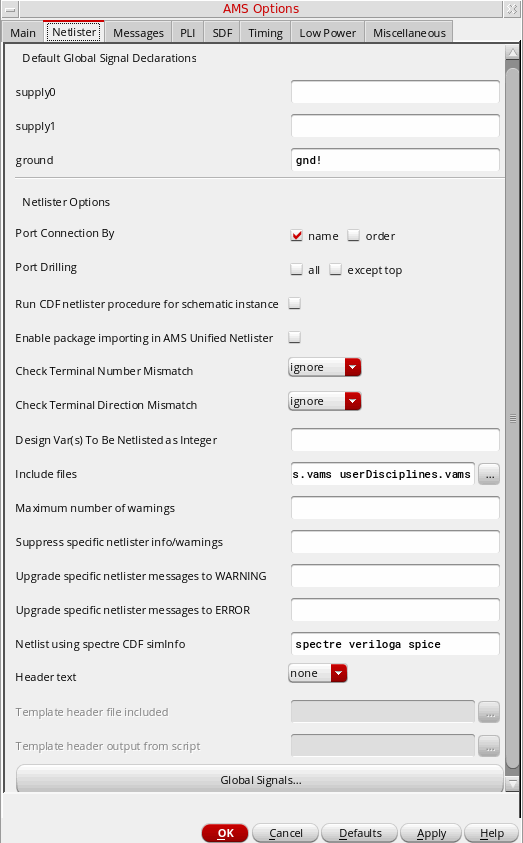 AMS Options
Main Netlister Messages PLI SDF Timing Low Power Miscellaneous
Default Global Signal Declarations
supply0
supply1
ground gnd!
Netlister Options
Port Connection By name order
Port Drilling all except top
Run CDF netlister procedure for schematic instance
Enable package importing in AMS Unified Netlister
Check Terminal Number Mismatch ignore
Check Terminal Direction Mismatch ignore
Design Var(s) To Be Netlisted as Integer
Include files s.vams userDisciplines.vams ...
Maximum number of warnings
Suppress specific netlister info/warnings
Upgrade specific netlister messages to WARNING
Upgrade specific netlister messages to ERROR
Netlist using spectre CDF simInfo spectre veriloga spice
Header text none
Template header file included ...
Template header output from script ...
Global Signals...
OK Cancel Defaults Apply Help